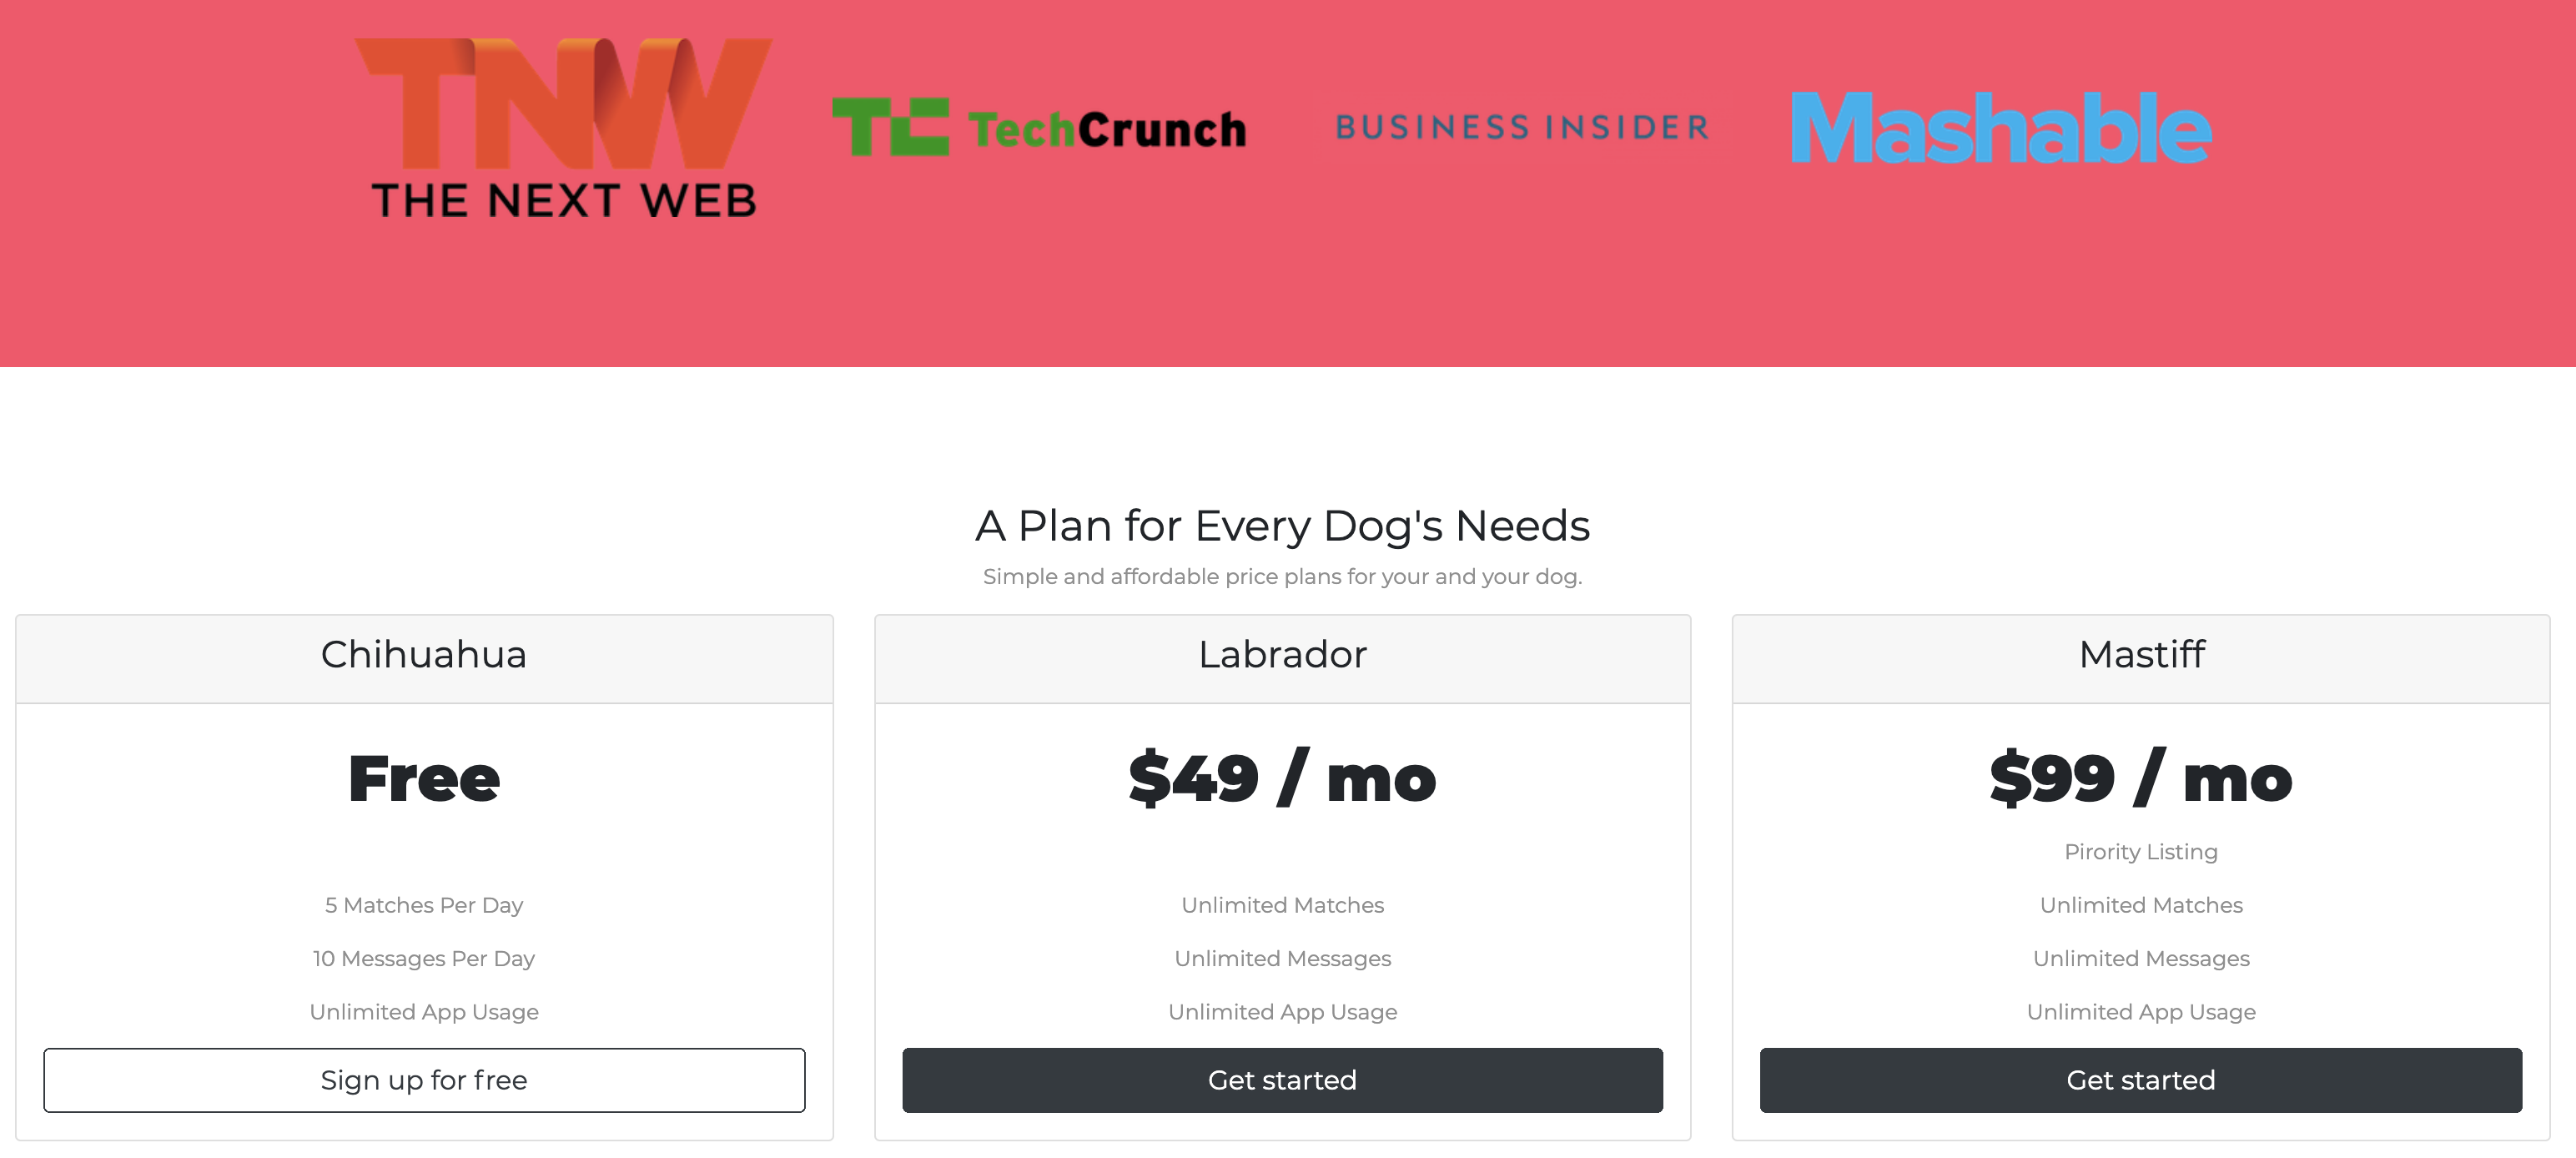 TNW
THE NEXT WEB
TC TechCrunch
BUSINESS INSIDER
Mashable
A Plan for Every Dog's Needs
Simple and affordable price plans for your and your dog.
Chihuahua
Free
5 Matches Per Day
10 Messages Per Day
Unlimited App Usage
Sign up for free
Labrador
$49 / mo
Unlimited Matches
Unlimited Messages
Unlimited App Usage
Get started
Mastiff
$99 / mo
Pirority Listing
Unlimited Matches
Unlimited Messages
Unlimited App Usage
Get started